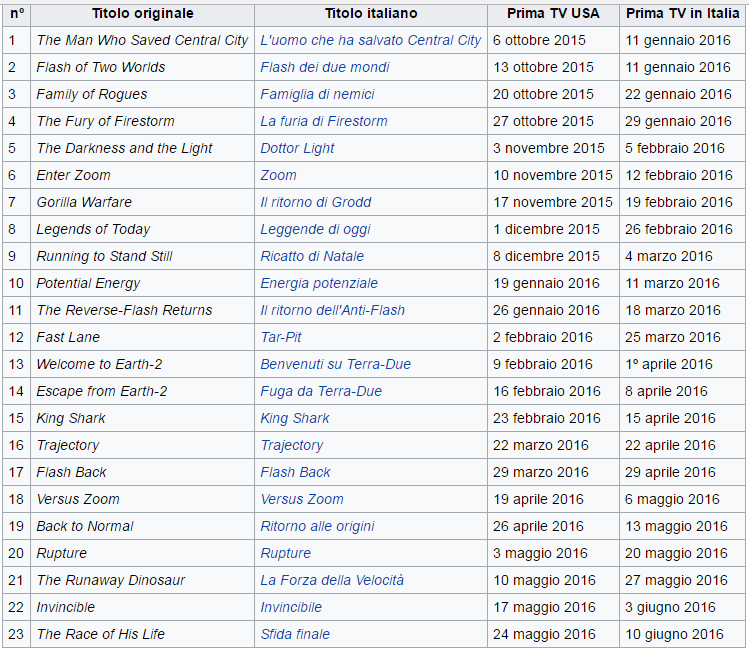 nº Titolo originale Titolo italiano Prima TV USA Prima TV in Italia
1 The Man Who Saved Central City L'uomo che ha salvato Central City 6 ottobre 2015 11 gennaio 2016
2 Flash of Two Worlds Flash dei due mondi 13 ottobre 2015 11 gennaio 2016
3 Family of Rogues Famiglia di nemici 20 ottobre 2015 22 gennaio 2016
4 The Fury of Firestorm La furia di Firestorm 27 ottobre 2015 29 gennaio 2016
5 The Darkness and the Light Dottor Light 3 novembre 2015 5 febbraio 2016
6 Enter Zoom Zoom 10 novembre 2015 12 febbraio 2016
7 Gorilla Warfare Il ritorno di Grodd 17 novembre 2015 19 febbraio 2016
8 Legends of Today Leggende di oggi 1 dicembre 2015 26 febbraio 2016
9 Running to Stand Still Ricatto di Natale 8 dicembre 2015 4 marzo 2016
10 Potential Energy Energia potenziale 19 gennaio 2016 11 marzo 2016
11 The Reverse-Flash Returns Il ritorno dell'Anti-Flash 26 gennaio 2016 18 marzo 2016
12 Fast Lane Tar-Pit 2 febbraio 2016 25 marzo 2016
13 Welcome to Earth-2 Benvenuti su Terra-Due 9 febbraio 2016 1º aprile 2016
14 Escape from Earth-2 Fuga da Terra-Due 16 febbraio 2016 8 aprile 2016
15 King Shark King Shark 23 febbraio 2016 15 aprile 2016
16 Trajectory Trajectory 22 marzo 2016 22 aprile 2016
17 Flash Back Flash Back 29 marzo 2016 29 aprile 2016
18 Versus Zoom Versus Zoom 19 aprile 2016 6 maggio 2016
19 Back to Normal Ritorno alle origini 26 aprile 2016 13 maggio 2016
20 Rupture Rupture 3 maggio 2016 20 maggio 2016
21 The Runaway Dinosaur La Forza della Velocità 10 maggio 2016 27 maggio 2016
22 Invincible Invincibile 17 maggio 2016 3 giugno 2016
23 The Race of His Life Sfida finale 24 maggio 2016 10 giugno 2016